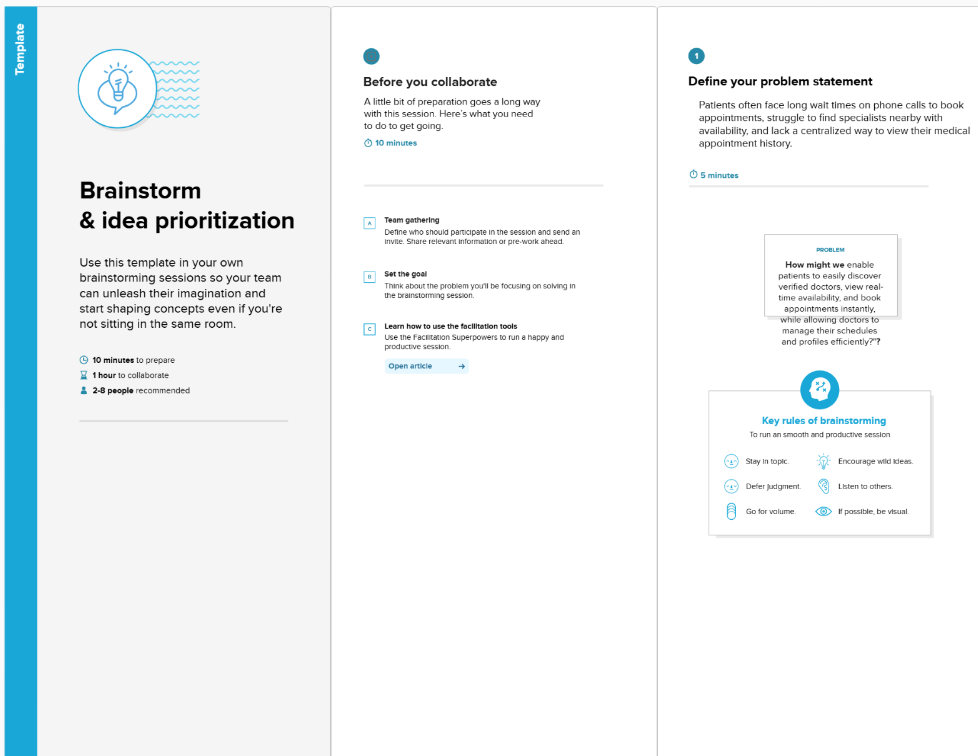 Template
Brainstorm
& idea prioritization
Use this template in your own
brainstorming sessions so your team
can unleash their imagination and
start shaping concepts even if you're
not sitting in the same room.
10 minutes to prepare
1 hour to collaborate
2-8 people recommended
Before you collaborate
A little bit of preparation goes a long way
with this session. Here's what you need
to do to get going.
10 minutes
A
Team gathering
Define who should participate in the session and send an
invite. Share relevant information or pre-work ahead.
B
Set the goal
Think about the problem you'll be focusing on solving in
the brainstorming session.
C
Learn how to use the facilitation tools
Use the Facilitation Superpowers to run a happy and
productive session.
Open article
1
Define your problem statement
Patients often face long wait times on phone calls to book
appointments, struggle to find specialists nearby with
availability, and lack a centralized way to view their medical
appointment history.
5 minutes
PROBLEM
How might we enable
patients to easily discover
verified doctors, view real-
time availability, and book
appointments instantly,
while allowing doctors to
manage their schedules
and profiles efficiently?"?
Key rules of brainstorming
To run an smooth and productive session
Stay in topic.
Encourage wild ideas.
Defer judgment.
Listen to others.
Go for volume.
If possible, be visual.